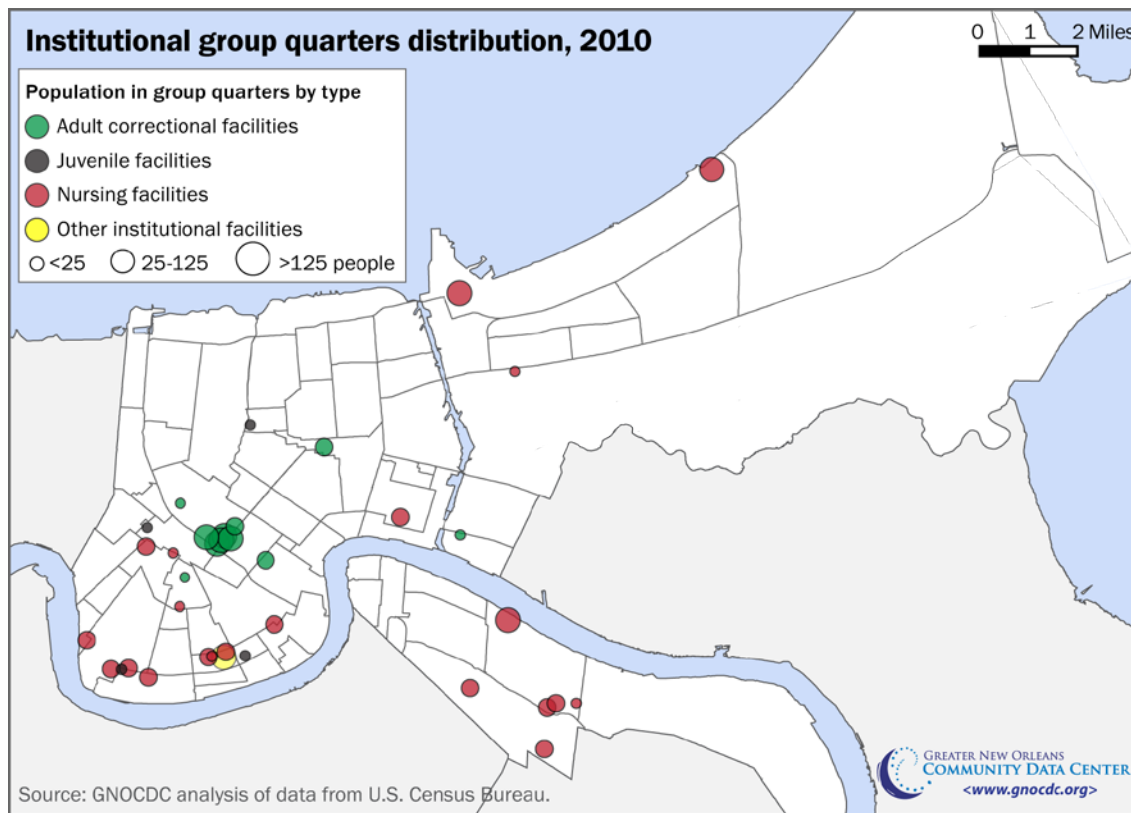 Institutional group quarters distribution, 2010
0 1 2 Miles
Population in group quarters by type
Adult correctional facilities
Juvenile facilities
Nursing facilities
Other institutional facilities
<25 25-125 >125 people
GREATER NEW ORLEANS
COMMUNITY DATA CENTER
<www.gnocdc.org>
Source: GNOCDC analysis of data from U.S. Census Bureau.